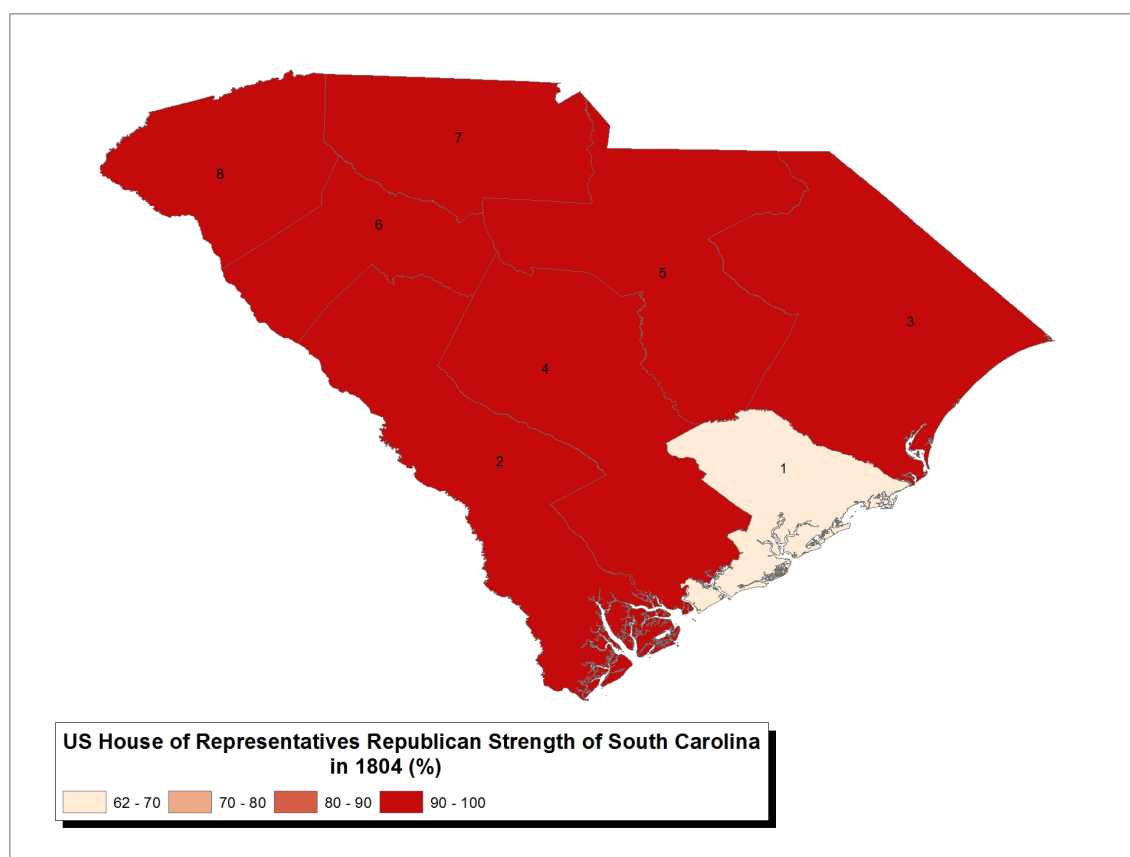 7
8
6
5
3
4
2
1
US House of Representatives Republican Strength of South Carolina
in 1804 (%)
62 - 70 70 - 80 80 - 90 90 - 100